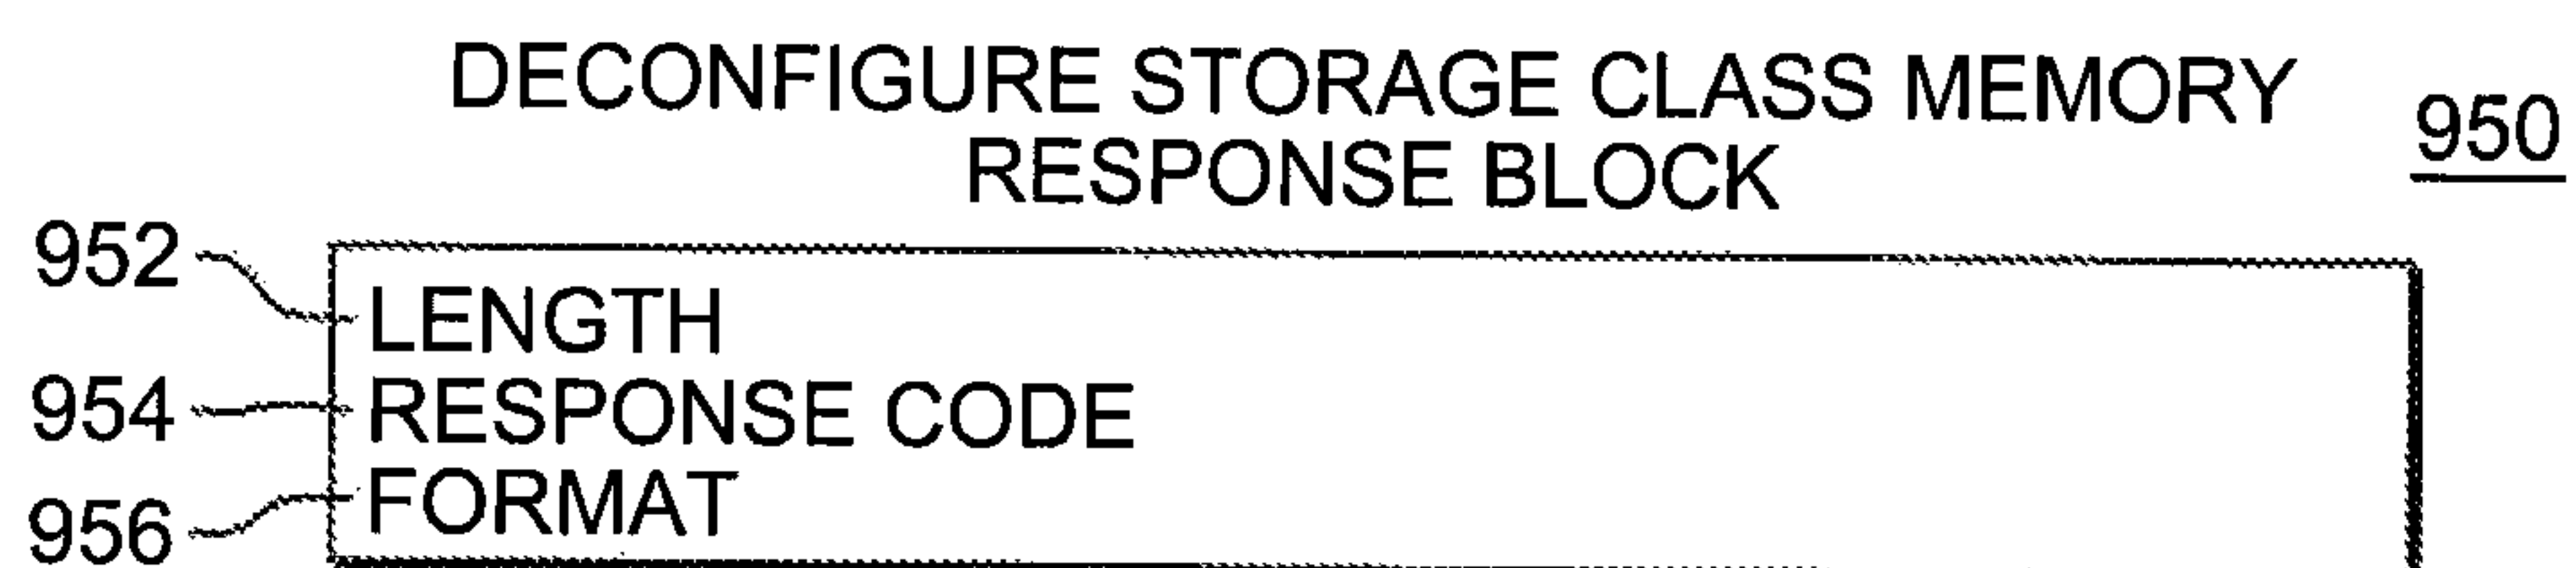 DECONFIGURE STORAGE CLASS MEMORY
RESPONSE BLOCK
950
952 LENGTH
954 RESPONSE CODE
956 FORMAT